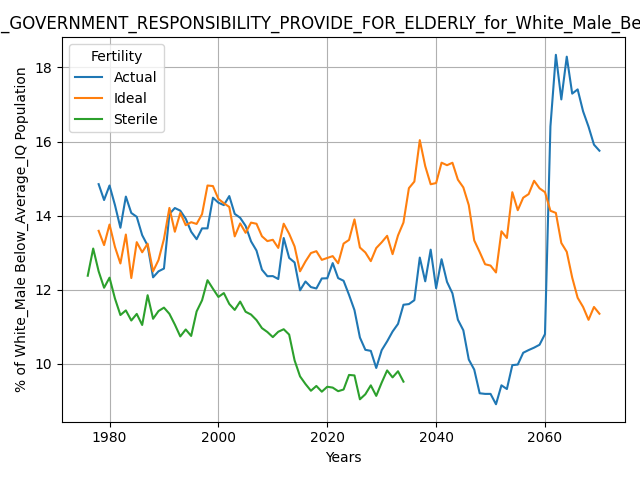 _GOVERNMENT_RESPONSIBILITY_PROVIDE_FOR_ELDERLY_for_White_Male_Be
Fertility
Actual
Ideal
Sterile
% of White_Male Below_Average_IQ Population
18
16
14
12
10
1980
2000
2020
2040
2060
Years